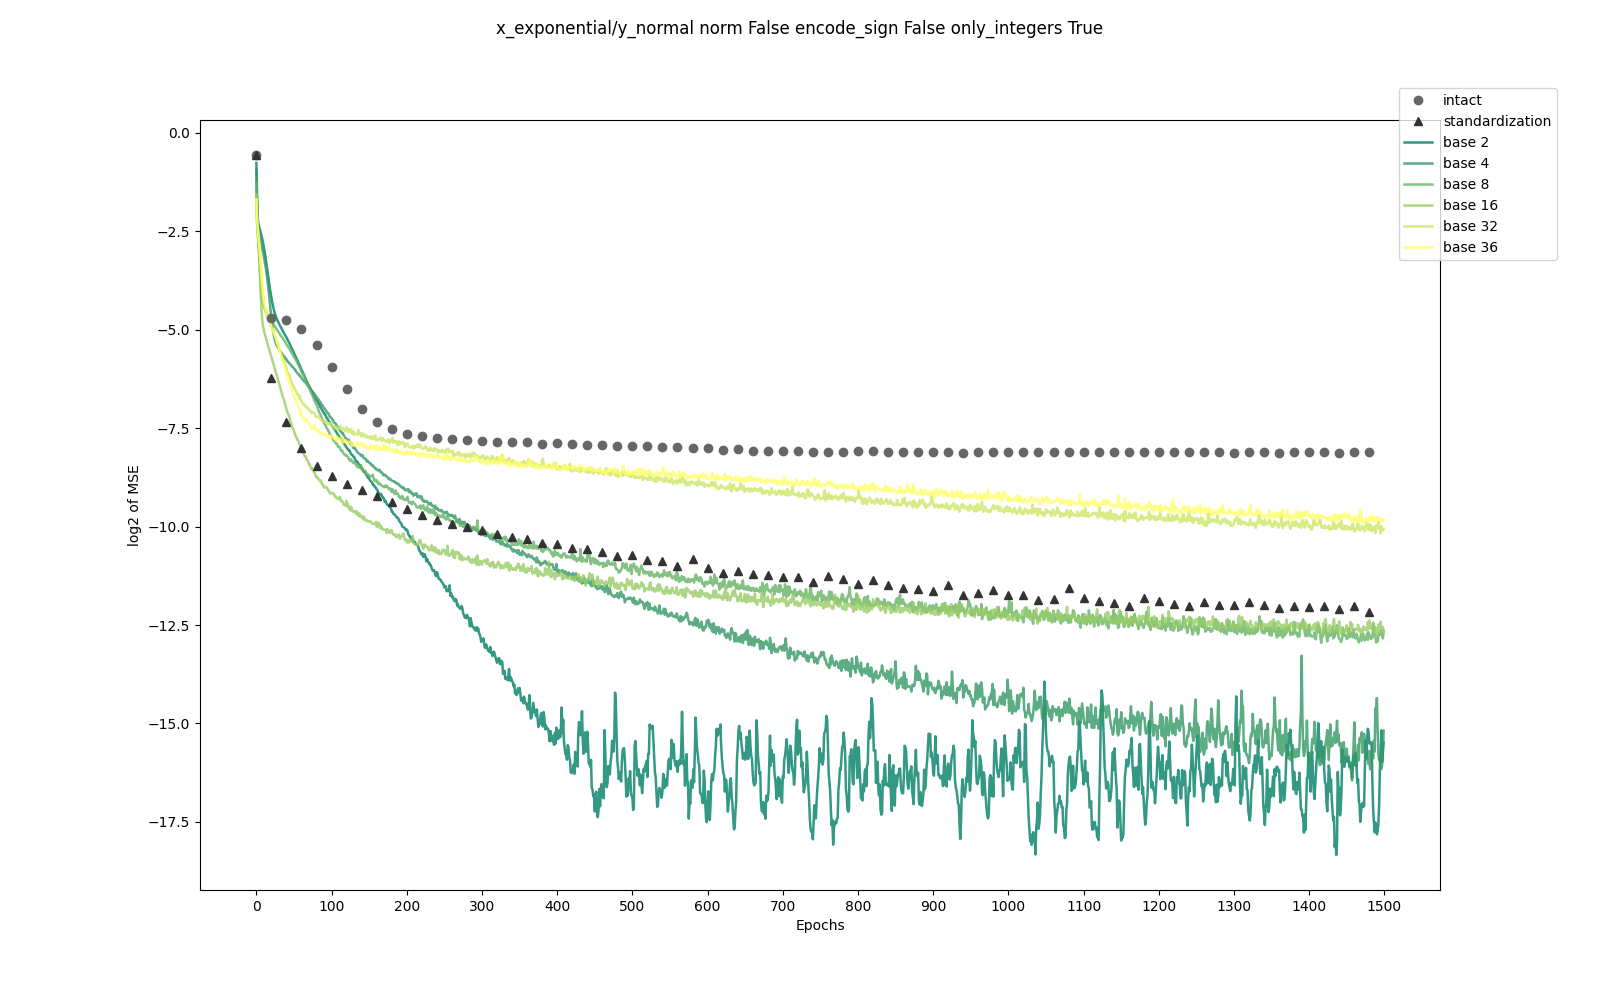 x_exponential/y_normal norm False encode_sign False only_integers True
intact
standardization
base 2
base 4
base 8
base 16
base 32
base 36
log2 of MSE
0.0
−2.5
−5.0
−7.5
−10.0
−12.5
−15.0
−17.5
0 100 200 300 400 500 600 700 800 900 1000 1100 1200 1300 1400 1500
Epochs